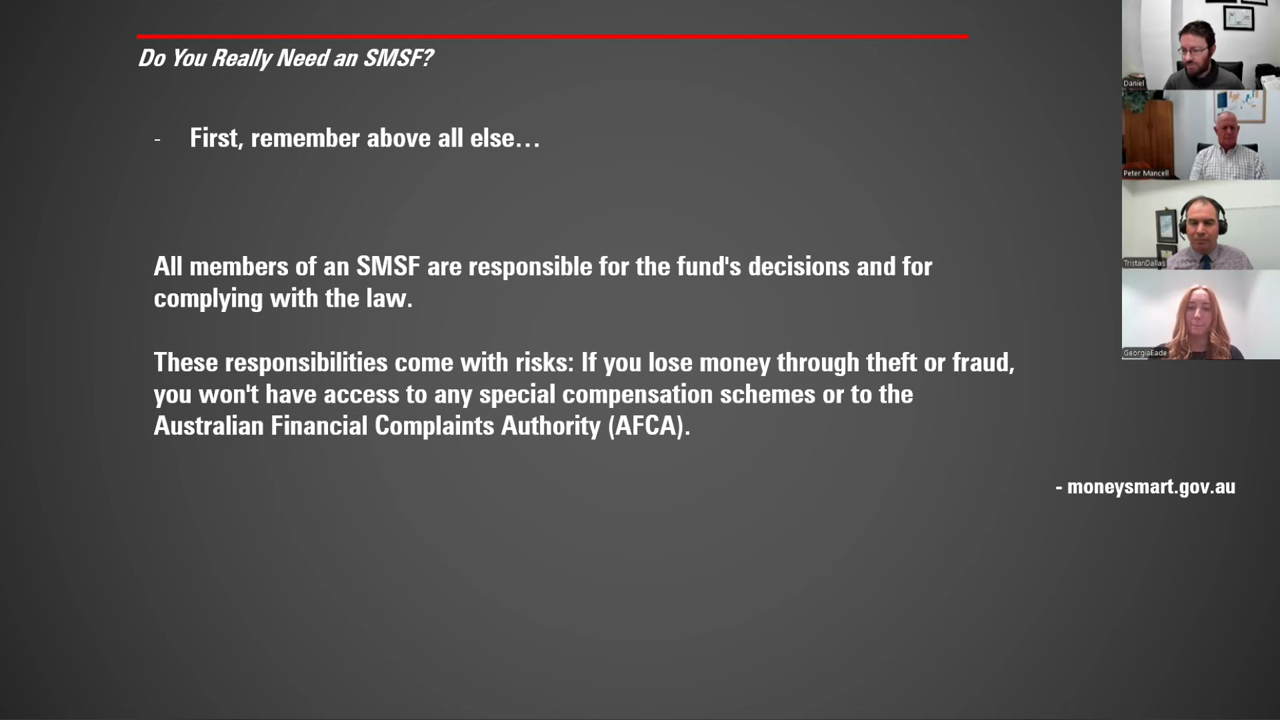 Do You Really Need an SMSF?
- First, remember above all else…
All members of an SMSF are responsible for the fund's decisions and for
complying with the law.
These responsibilities come with risks: If you lose money through theft or fraud,
you won't have access to any special compensation schemes or to the
Australian Financial Complaints Authority (AFCA).
- moneysmart.gov.au
Daniel
Peter Mancell
TristanDallas
GeorgiaEade